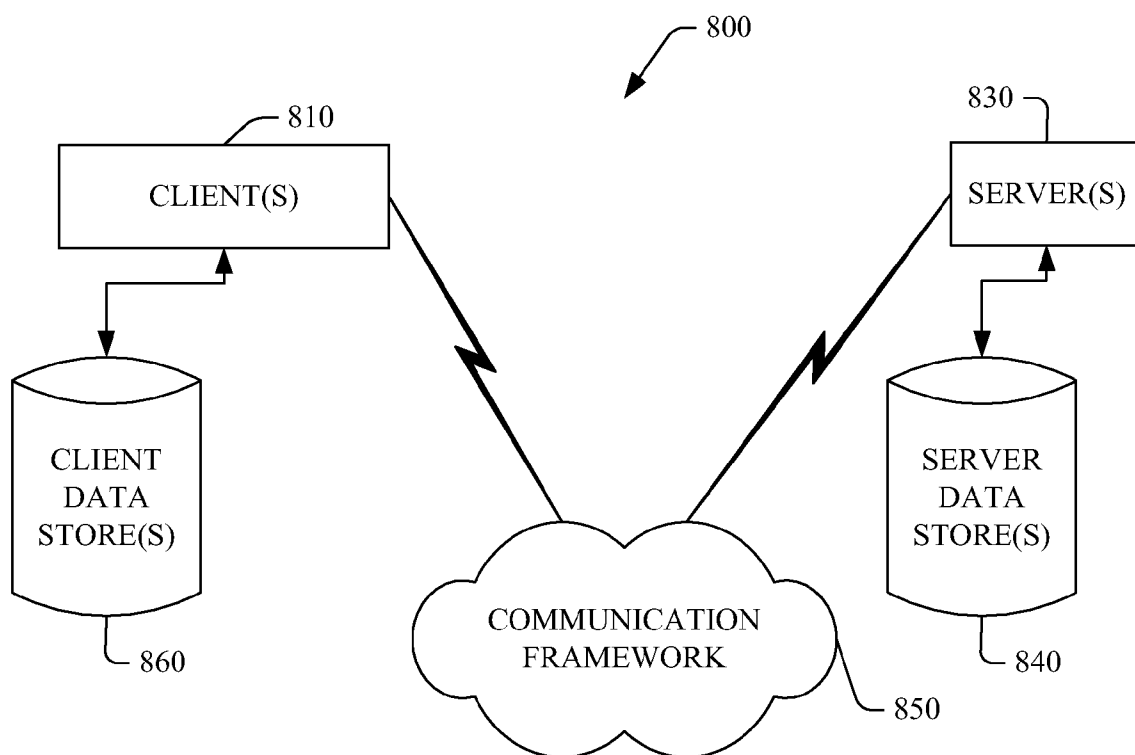 800
810
830
CLIENT(S)
SERVER(S)
CLIENT
DATA
STORE(S)
SERVER
DATA
STORE(S)
COMMUNICATION
FRAMEWORK
860
840
850